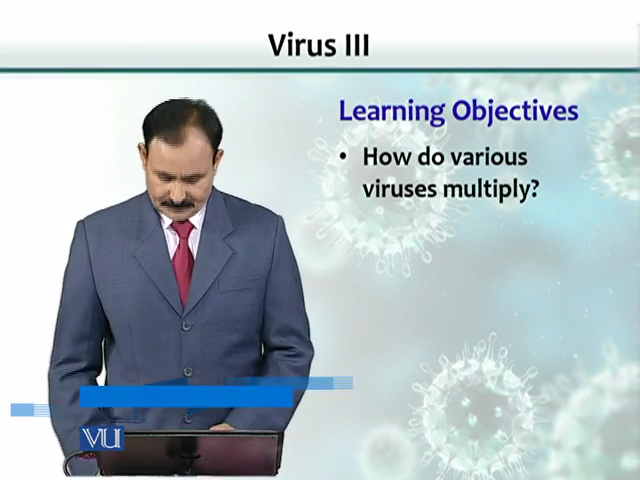 Virus III
Learning Objectives
• How do various
viruses multiply?
VU